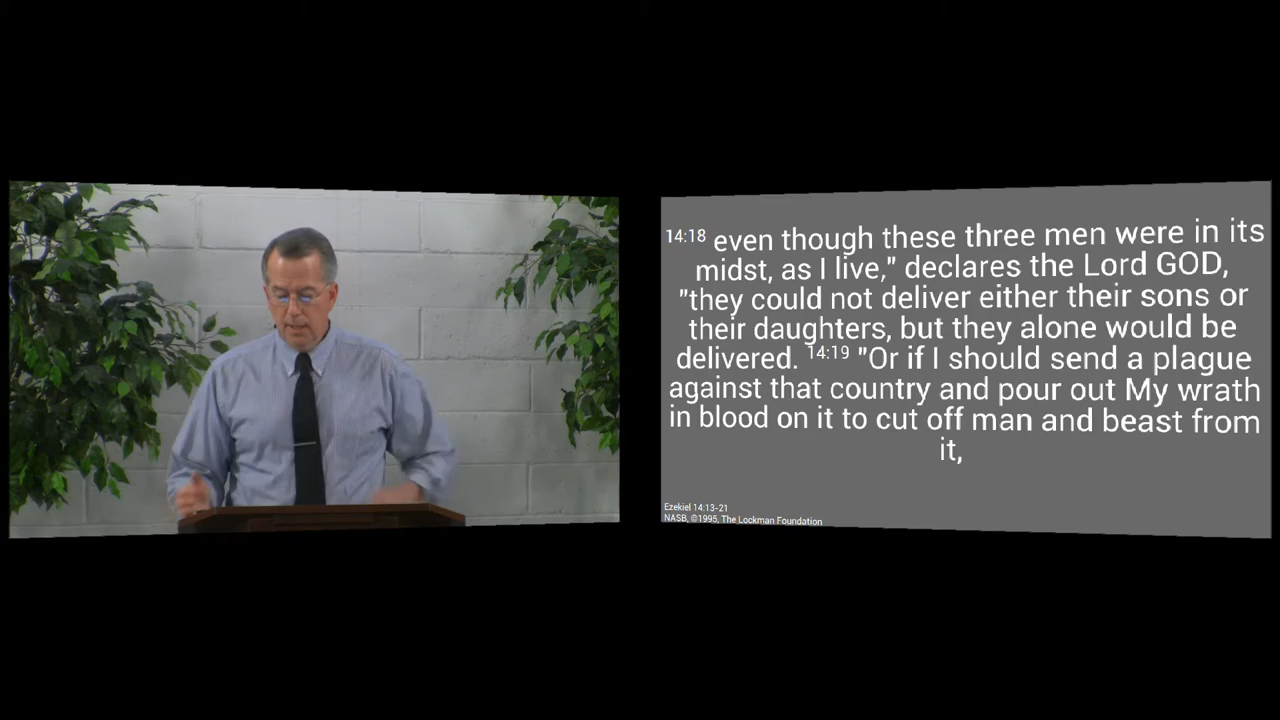 14:18 even though these three men were in its
midst, as I live," declares the Lord GOD,
"they could not deliver either their sons or
their daughters, but they alone would be
delivered. 14:19 "Or if I should send a plague
against that country and pour out My wrath
in blood on it to cut off man and beast from
it,
Ezekiel 14:13-21
NASB, ©1995, The Lockman Foundation